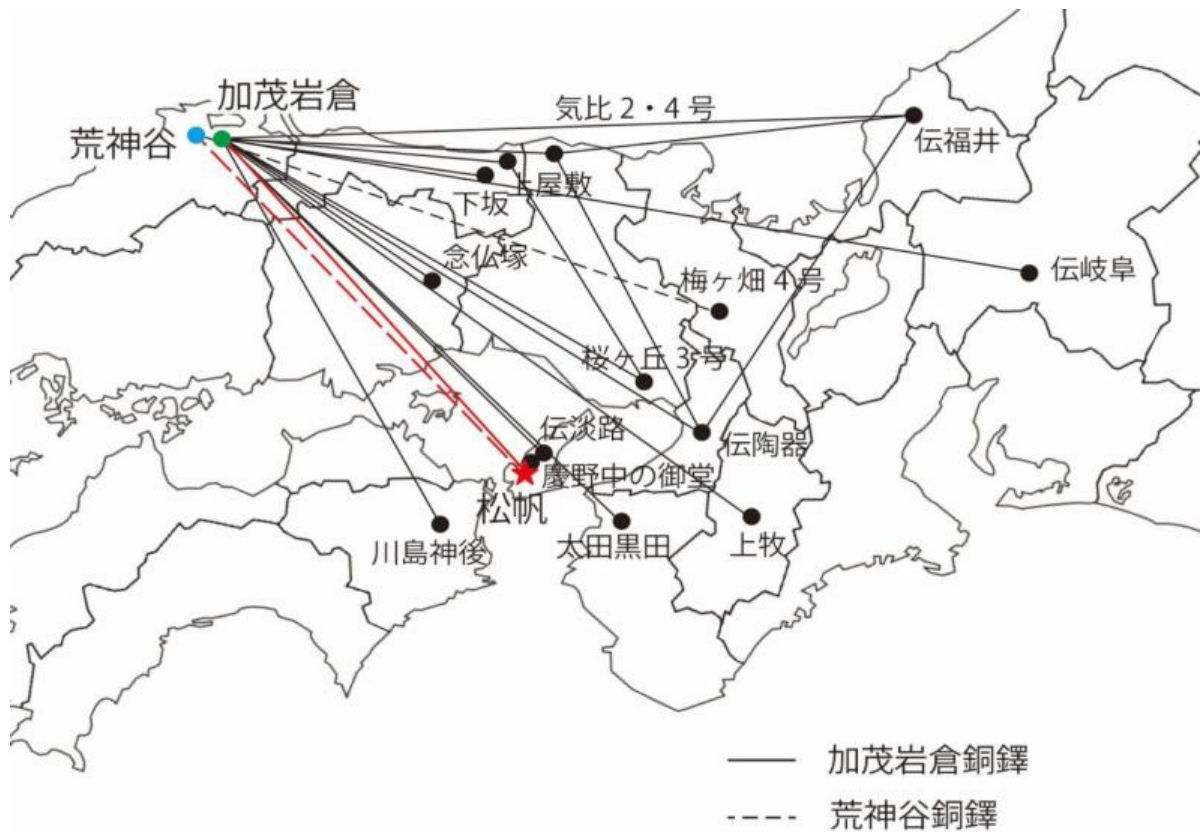 加茂岩倉
気比2・4号
荒神谷
伝福井
上屋敷
下坂
念仏塚
伝岐阜
梅ヶ畑4号
桜ヶ丘3号
伝淡路
伝陶器
慶野中の御堂
松帆
川島神後
太田黒田
上牧
加茂岩倉銅鐸
荒神谷銅鐸